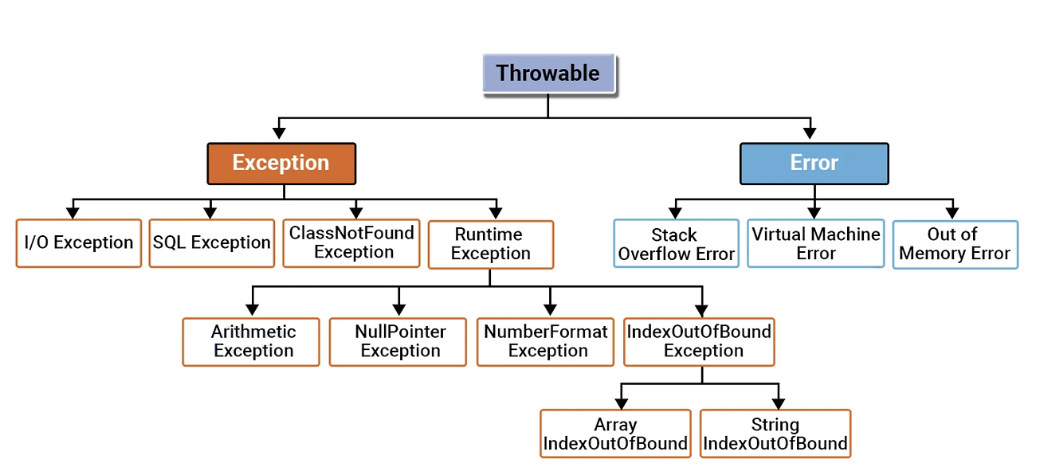 Throwable
Exception
Error
I/O Exception
SQL Exception
ClassNotFound
Exception
Runtime
Exception
Stack
Overflow Error
Virtual Machine
Error
Out of
Memory Error
Arithmetic
Exception
NullPointer
Exception
NumberFormat
Exception
IndexOutOfBound
Exception
Array
IndexOutOfBound
String
IndexOutOfBound